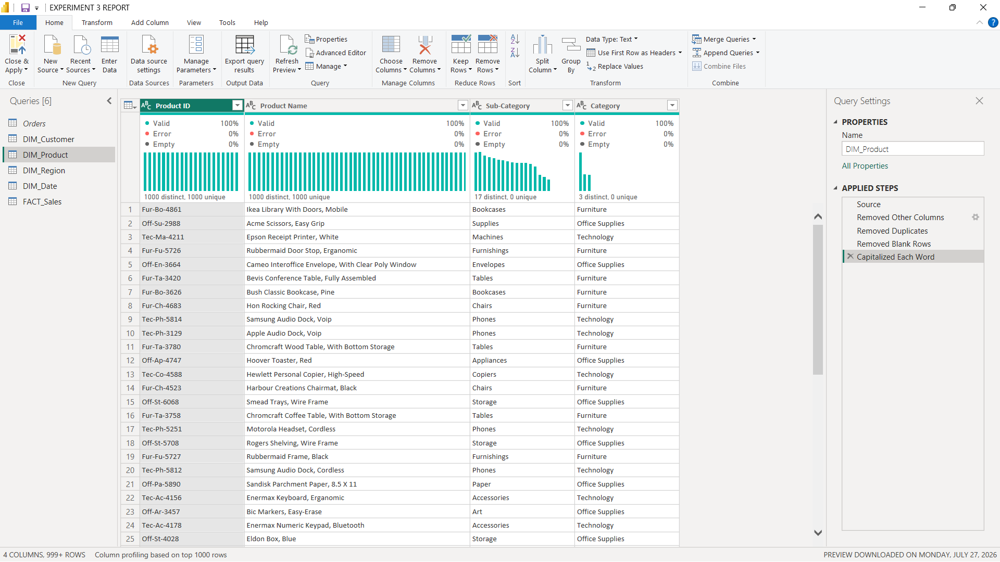 EXPERIMENT 3 REPORT
File Home Transform Add Column View Tools Help
?
Close & Apply
Close
New Source
Recent Sources
Enter Data
New Query
Data source settings
Data Sources
Manage Parameters
Parameters
Export query results
Output Data
Refresh Preview
Properties
Advanced Editor
Manage
Query
Choose Columns
Remove Columns
Manage Columns
Keep Rows
Remove Rows
Reduce Rows
Sort
Split Column
Group By
Data Type: Text
Use First Row as Headers
Replace Values
Transform
Merge Queries
Append Queries
Combine Files
Combine
Queries [6]
Orders
DIM_Customer
DIM_Product
DIM_Region
DIM_Date
FACT_Sales
Product ID Product Name Sub-Category Category
Valid 100% Valid 100% Valid 100% Valid 100%
Error 0% Error 0% Error 0% Error 0%
Empty 0% Empty 0% Empty 0% Empty 0%
1000 distinct, 1000 unique 1000 distinct, 1000 unique 17 distinct, 0 unique 3 distinct, 0 unique
1 Fur-Bo-4861 Ikea Library With Doors, Mobile Bookcases Furniture
2 Off-Su-2988 Acme Scissors, Easy Grip Supplies Office Supplies
3 Tec-Ma-4211 Epson Receipt Printer, White Machines Technology
4 Fur-Fu-5726 Rubbermaid Door Stop, Erganomic Furnishings Furniture
5 Off-En-3664 Cameo Interoffice Envelope, With Clear Poly Window Envelopes Office Supplies
6 Fur-Ta-3420 Bevis Conference Table, Fully Assembled Tables Furniture
7 Fur-Bo-3626 Bush Classic Bookcase, Pine Bookcases Furniture
8 Fur-Ch-4683 Hon Rocking Chair, Red Chairs Furniture
9 Tec-Ph-5814 Samsung Audio Dock, Voip Phones Technology
10 Tec-Ph-3129 Apple Audio Dock, Voip Phones Technology
11 Fur-Ta-3780 Chromcraft Wood Table, With Bottom Storage Tables Furniture
12 Off-Ap-4747 Hoover Toaster, Red Appliances Office Supplies
13 Tec-Co-4588 Hewlett Personal Copier, High-Speed Copiers Technology
14 Fur-Ch-4523 Harbour Creations Chairmat, Black Chairs Furniture
15 Off-St-6068 Smead Trays, Wire Frame Storage Office Supplies
16 Fur-Ta-3758 Chromcraft Coffee Table, With Bottom Storage Tables Furniture
17 Tec-Ph-5251 Motorola Headset, Cordless Phones Technology
18 Off-St-5708 Rogers Shelving, Wire Frame Storage Office Supplies
19 Fur-Fu-5727 Rubbermaid Frame, Black Furnishings Furniture
20 Tec-Ph-5812 Samsung Audio Dock, Cordless Phones Technology
21 Off-Pa-5890 Sandisk Parchment Paper, 8.5 X 11 Paper Office Supplies
22 Tec-Ac-4156 Enermax Keyboard, Erganomic Accessories Technology
23 Off-Ar-3457 Bic Markers, Easy-Erase Art Office Supplies
24 Tec-Ac-4178 Enermax Numeric Keypad, Bluetooth Accessories Technology
25 Off-St-4028 Eldon Box, Blue Storage Office Supplies
Query Settings
PROPERTIES
Name
DIM_Product
All Properties
APPLIED STEPS
Source
Removed Other Columns
Removed Duplicates
Removed Blank Rows
Capitalized Each Word
4 COLUMNS, 999+ ROWS Column profiling based on top 1000 rows
PREVIEW DOWNLOADED ON MONDAY, JULY 27, 2026